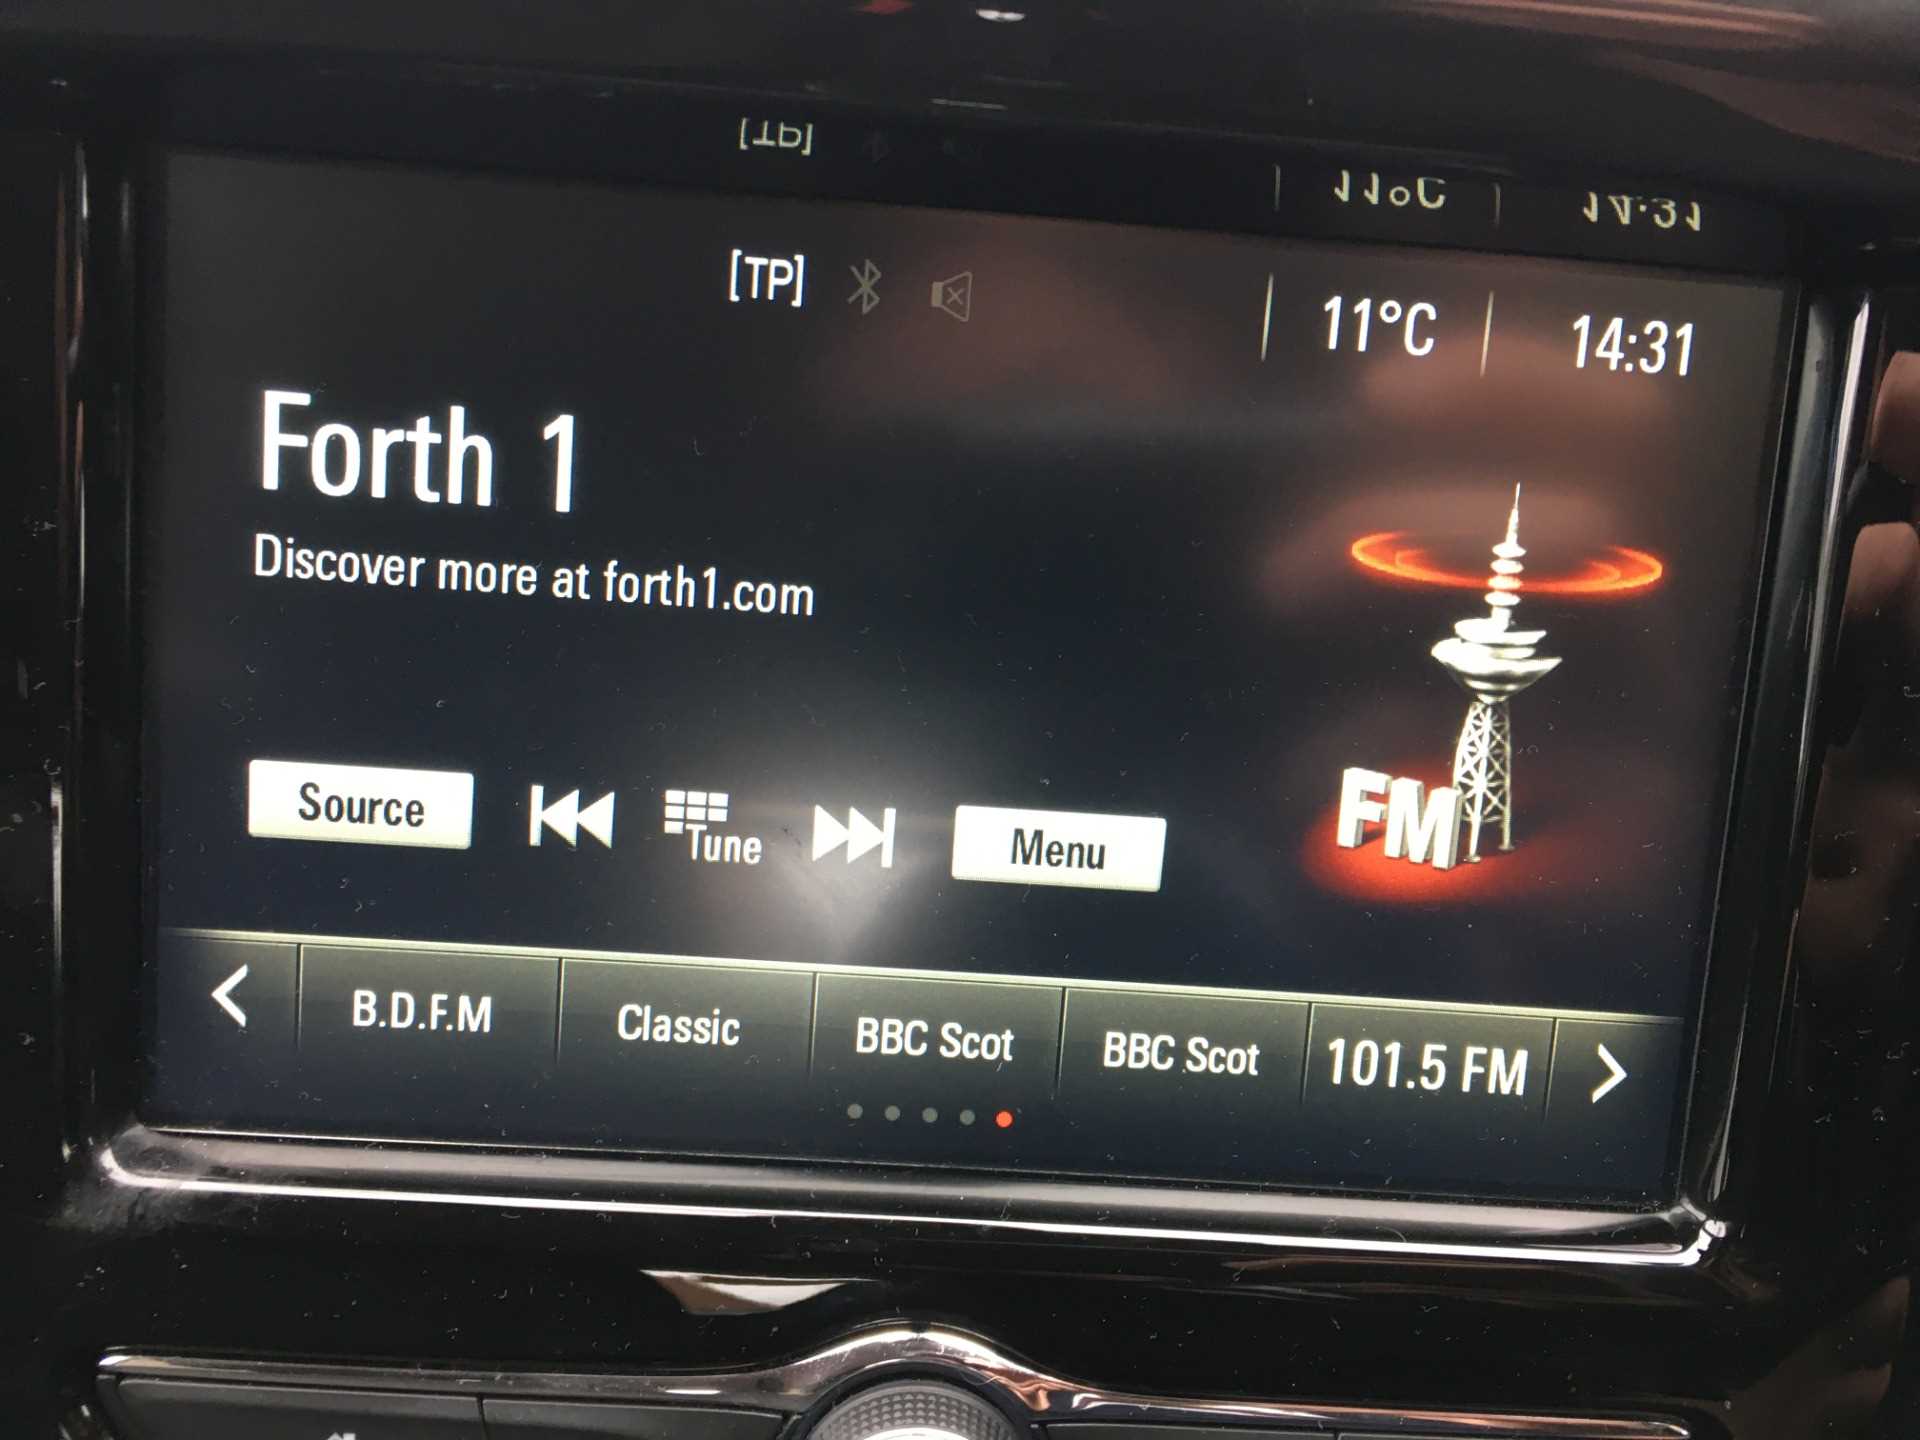 [TP]
11°C
14:31
Forth 1
Discover more at forth1.com
Source
Tune
Menu
FM
B.D.F.M
Classic
BBC Scot
BBC Scot
101.5 FM